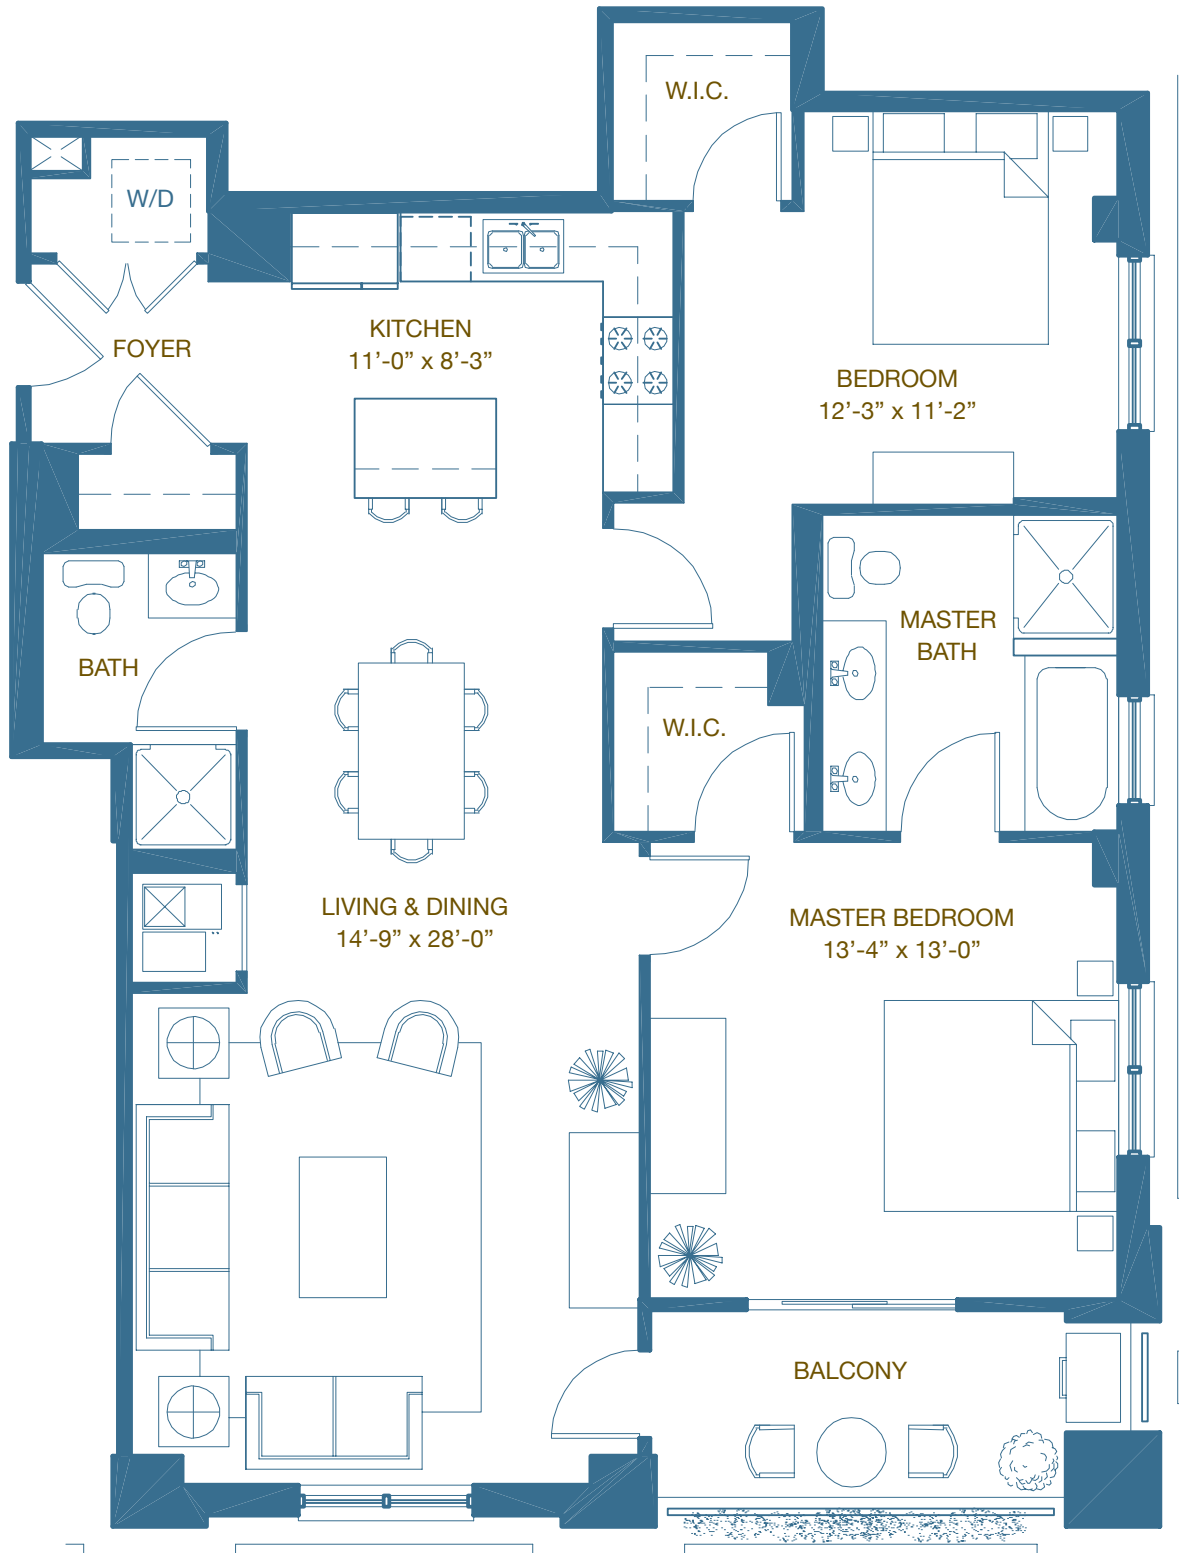 W.I.C.
W/D
KITCHEN
11’-0” x 8’-3”
FOYER
BEDROOM
12’-3” x 11’-2”
MASTER
BATH
BATH
W.I.C.
LIVING & DINING
14’-9” x 28’-0”
MASTER BEDROOM
13’-4” x 13’-0”
BALCONY